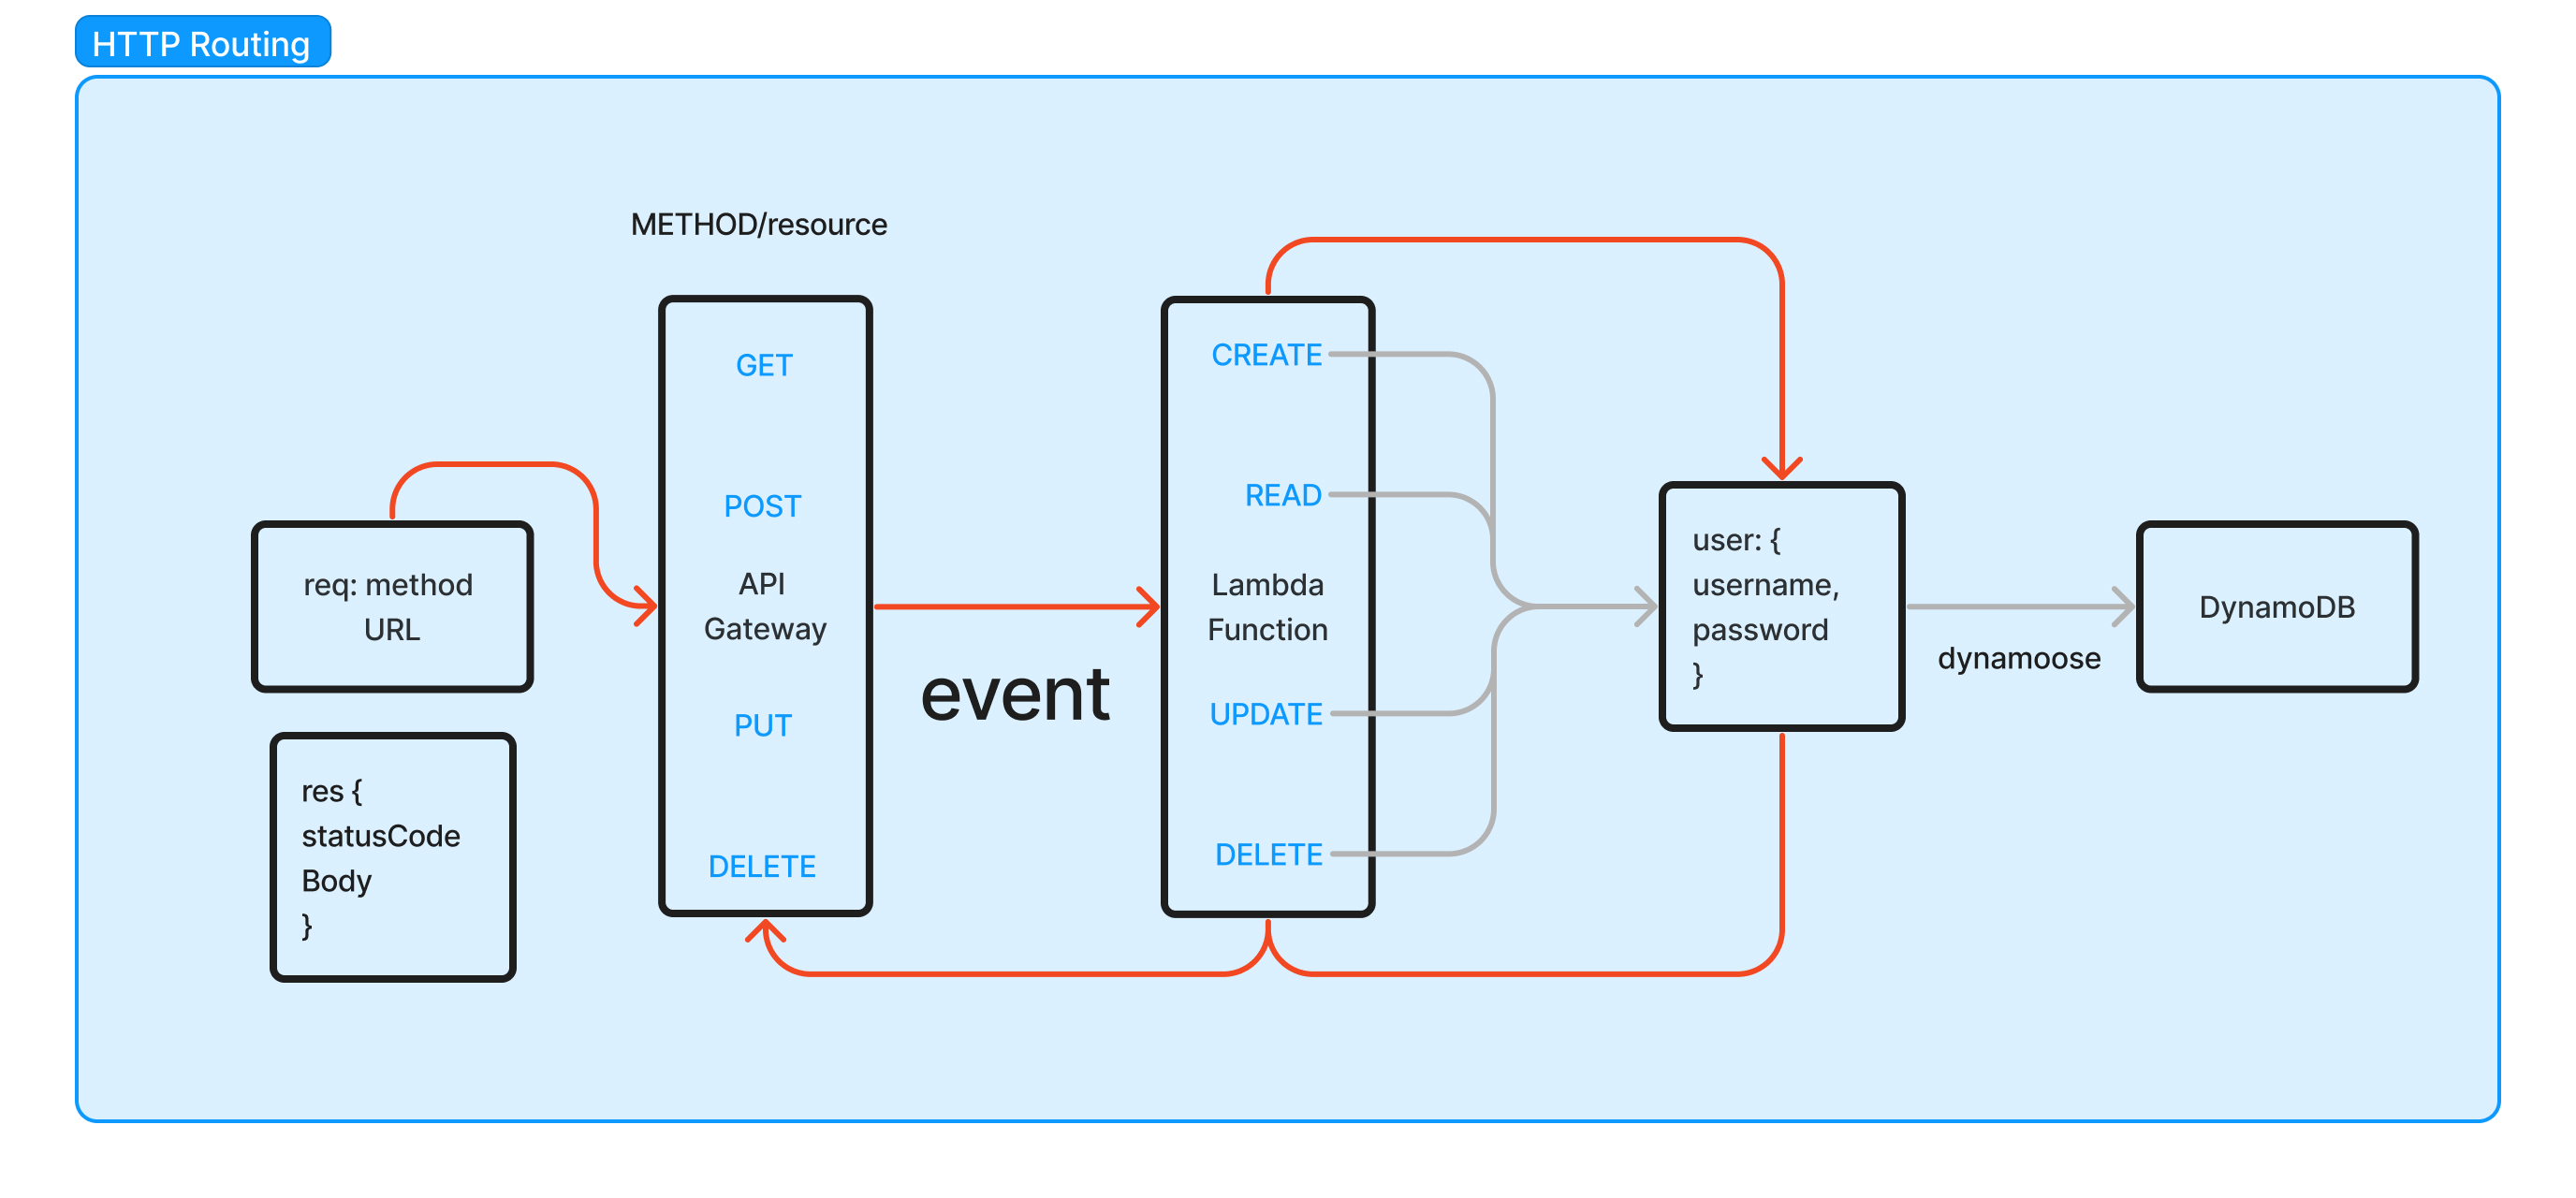 HTTP Routing
METHOD/resource
req: method
URL
res {
statusCode
Body
}
GET
POST
API
Gateway
PUT
DELETE
event
CREATE
READ
Lambda
Function
UPDATE
DELETE
user: {
username,
password
}
dynamoose
DynamoDB